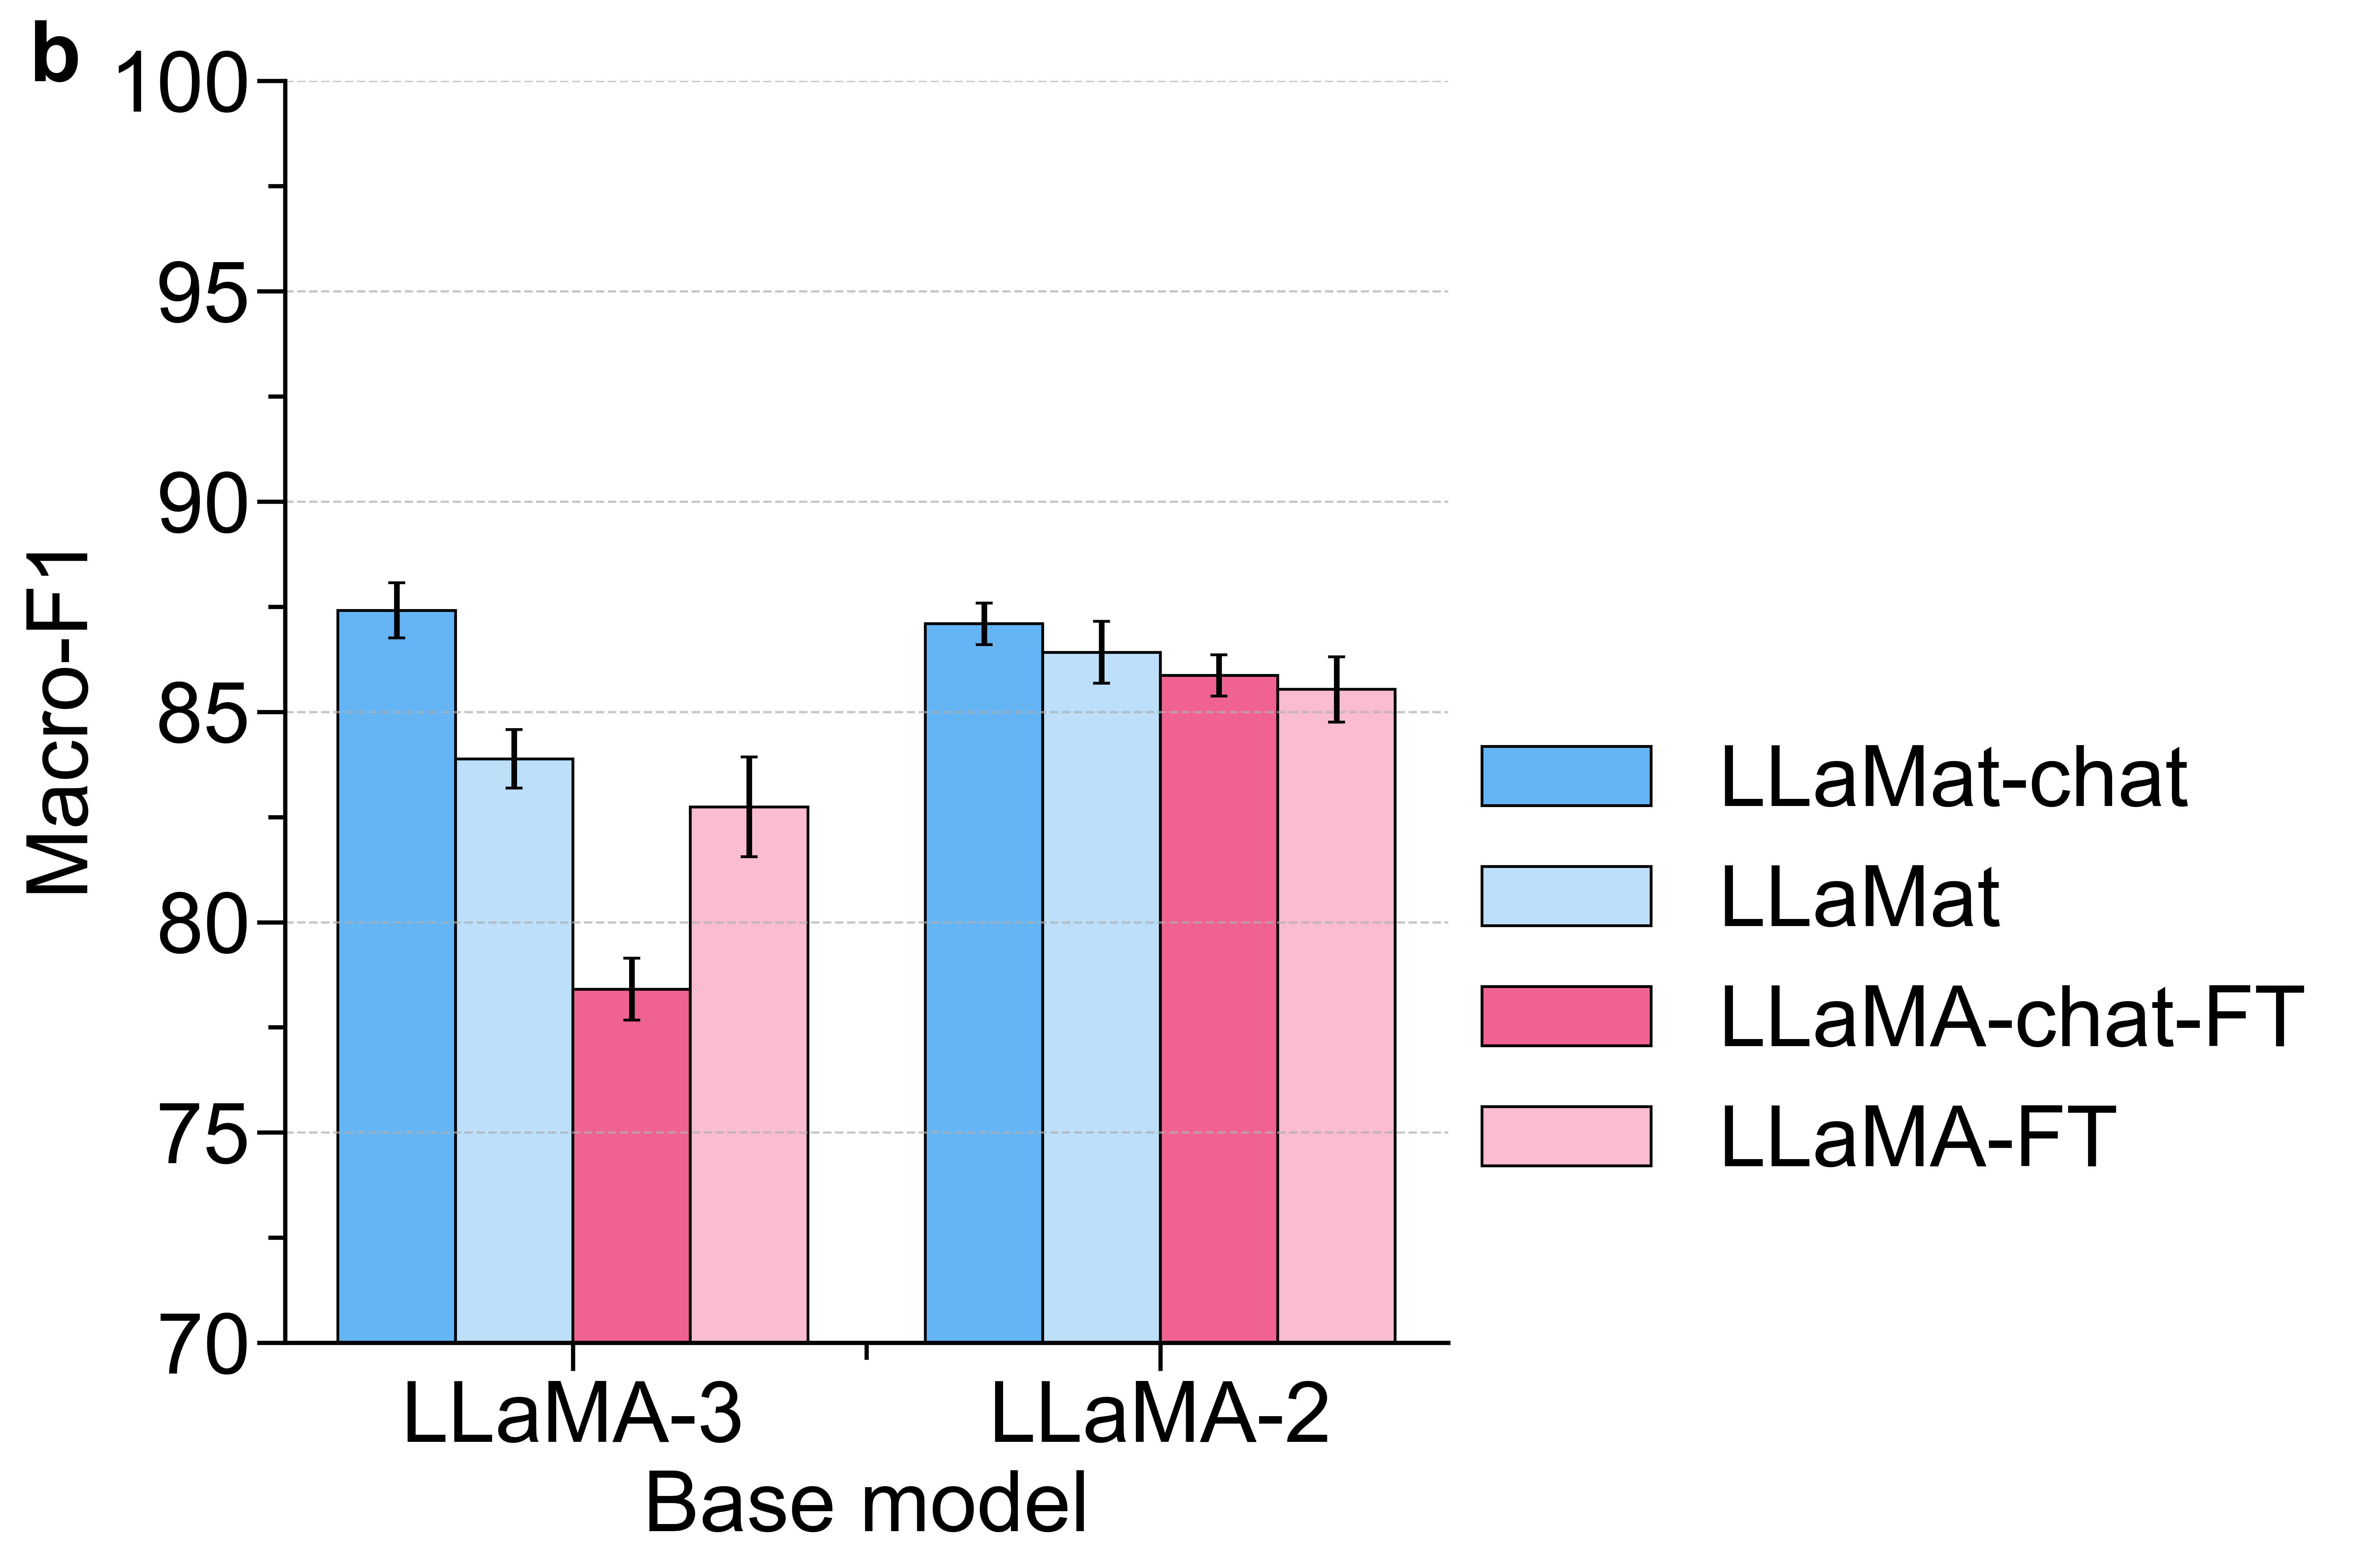 b
100
95
90
85
80
75
70
Macro-F1
LLaMA-3
LLaMA-2
Base model
LLaMat-chat
LLaMat
LLaMA-chat-FT
LLaMA-FT